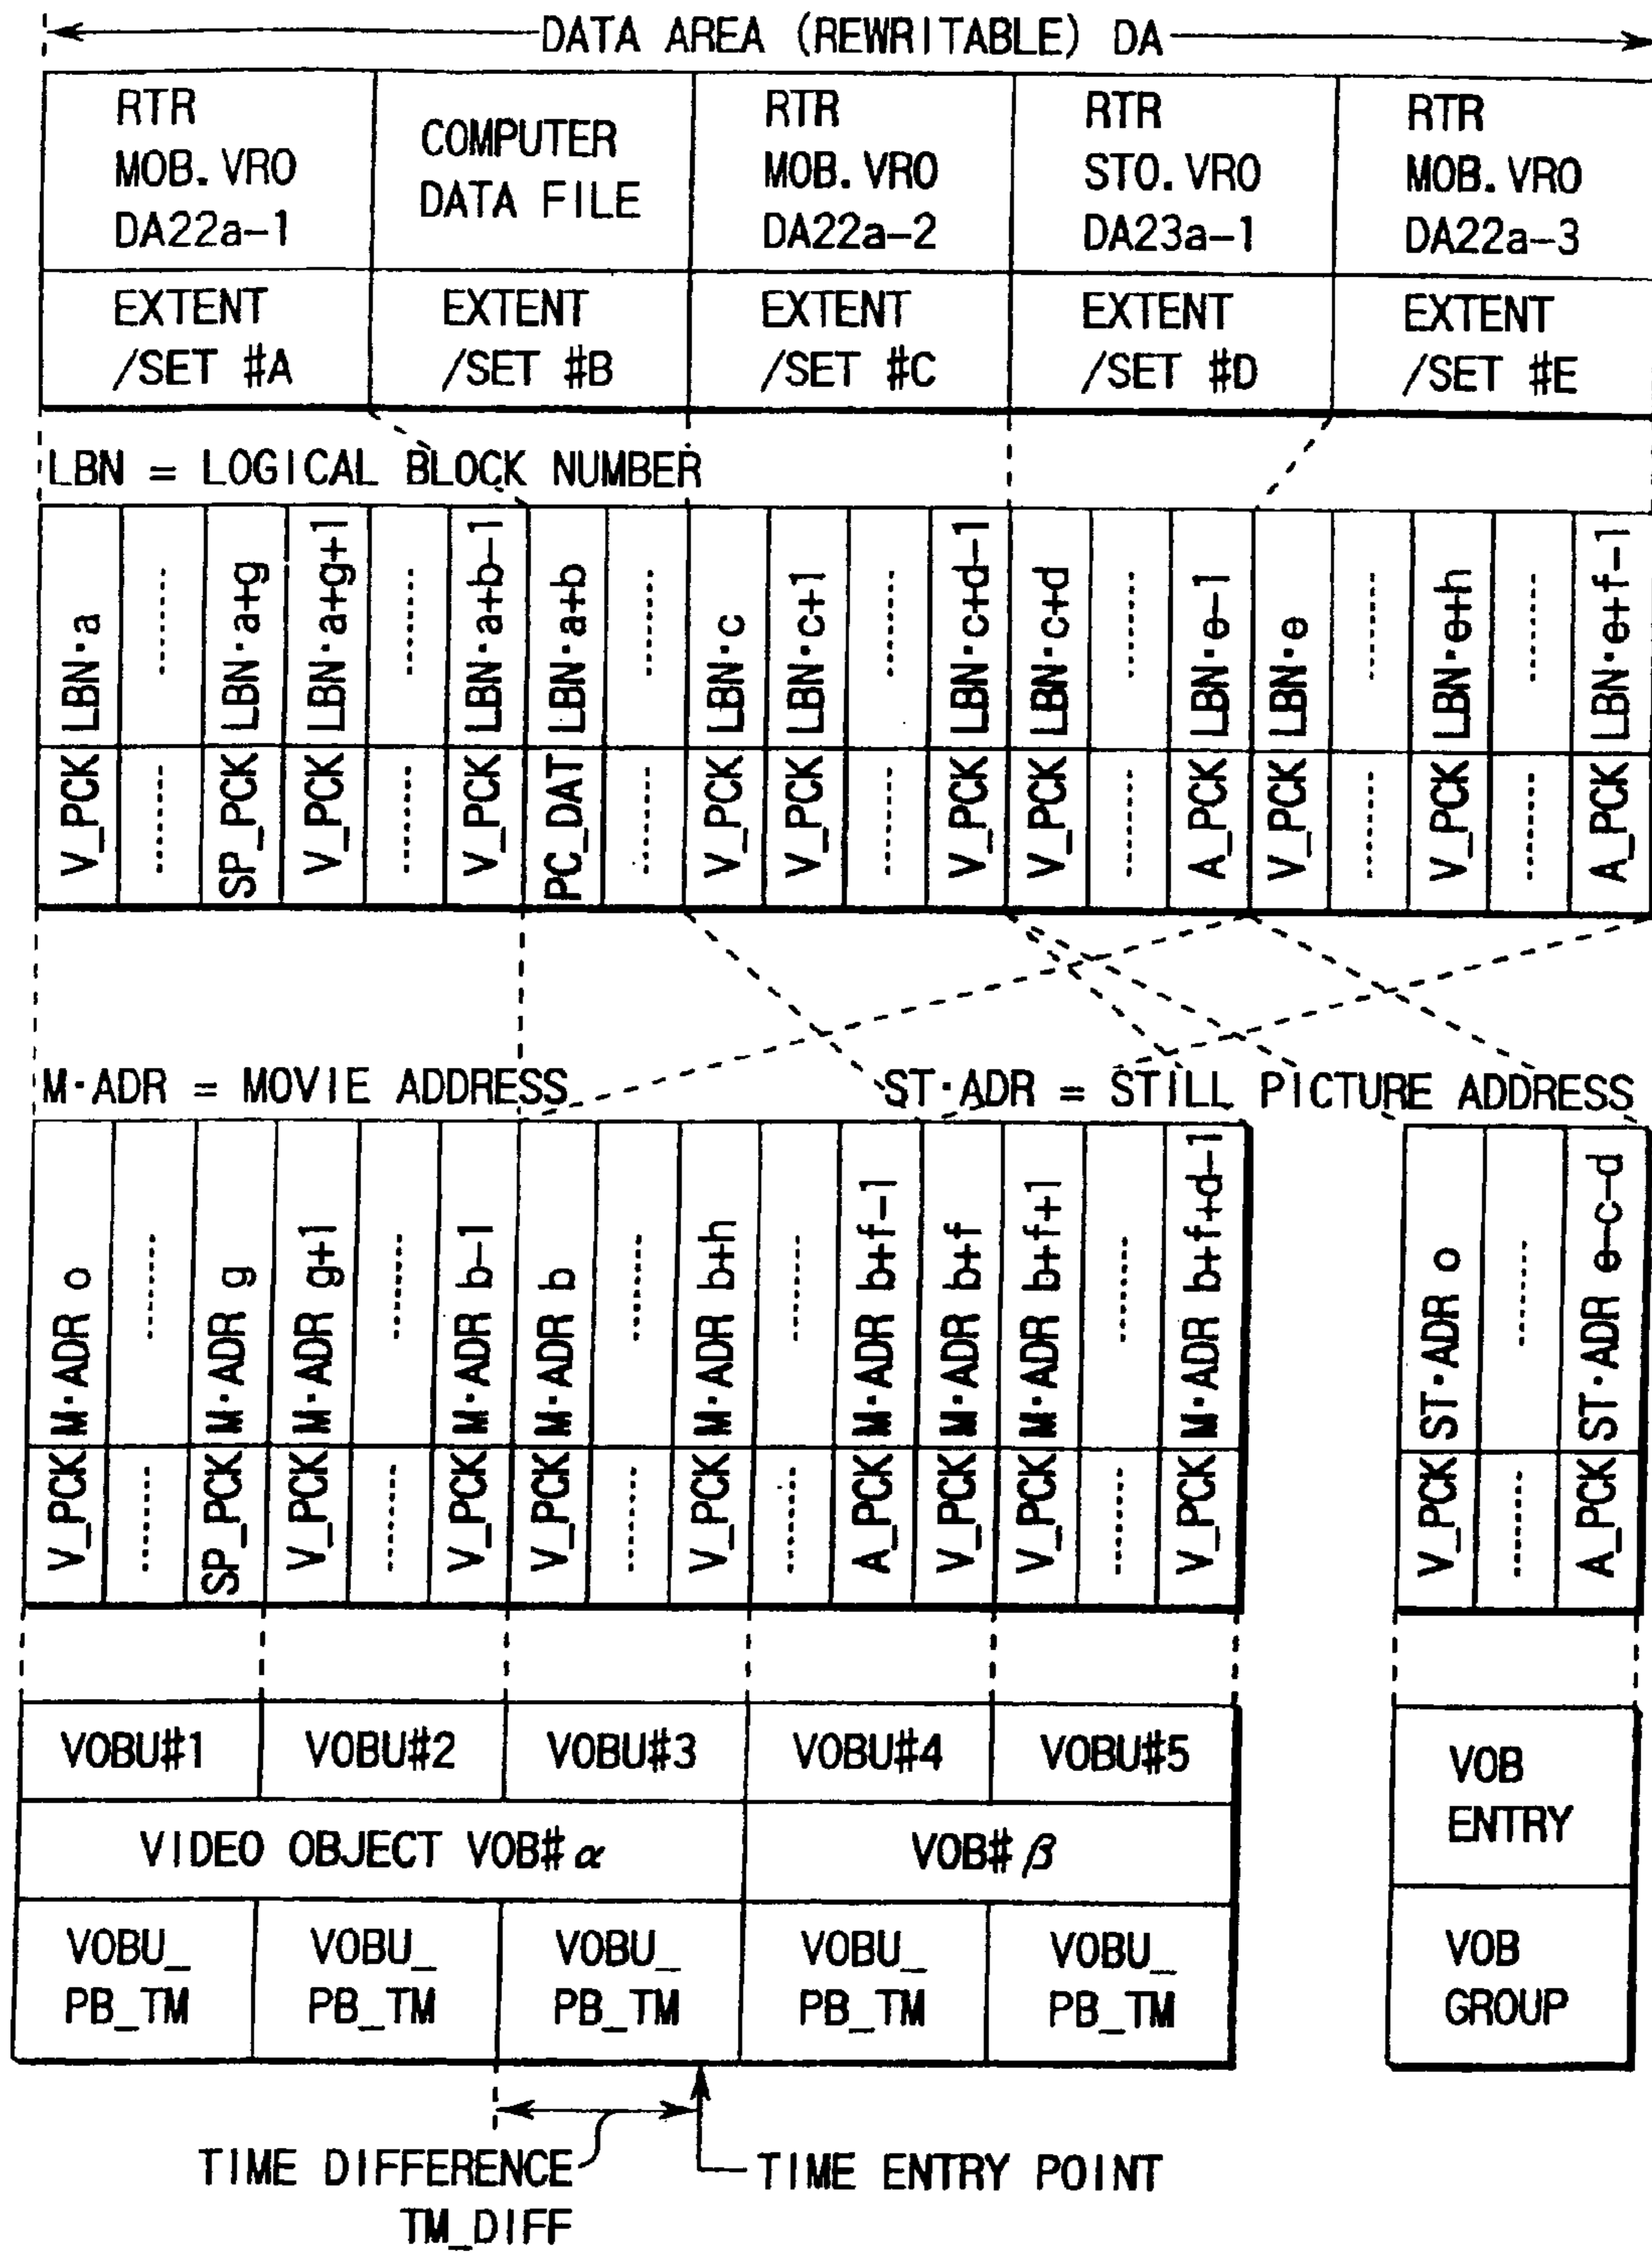 DATA AREA (REWRITABLE) DA
RTR
MOB.VRO
DA22a-1
COMPUTER
DATA FILE
RTR
MOB.VRO
DA22a-2
RTR
STO.VRO
DA23a-1
RTR
MOB.VRO
DA22a-3
EXTENT
/SET #A
EXTENT
/SET #B
EXTENT
/SET #C
EXTENT
/SET #D
EXTENT
/SET #E
LBN = LOGICAL BLOCK NUMBER
V_PCK LBN·a
SP_PCK LBN·a+g
V_PCK LBN·a+g+1
V_PCK LBN·a+b-1
PC_DAT LBN·a+b
V_PCK LBN·c
V_PCK LBN·c+1
V_PCK LBN·c+d-1
V_PCK LBN·c+d
A_PCK LBN·e-1
V_PCK LBN·e
V_PCK LBN·e+h
A_PCK LBN·e+f-1
M·ADR = MOVIE ADDRESS
ST·ADR = STILL PICTURE ADDRESS
V_PCK M·ADR o
SP_PCK M·ADR g
V_PCK M·ADR g+1
V_PCK M·ADR b-1
V_PCK M·ADR b
V_PCK M·ADR b+h
A_PCK M·ADR b+f-1
V_PCK M·ADR b+f
V_PCK M·ADR b+f+1
V_PCK M·ADR b+f+d-1
V_PCK ST·ADR o
A_PCK ST·ADR e-c-d
VOBU#1
VOBU#2
VOBU#3
VOBU#4
VOBU#5
VOB
ENTRY
VIDEO OBJECT VOB#α
VOB#β
VOBU_
PB_TM
VOBU_
PB_TM
VOBU_
PB_TM
VOBU_
PB_TM
VOBU_
PB_TM
VOB
GROUP
TIME DIFFERENCE
TM_DIFF
TIME ENTRY POINT